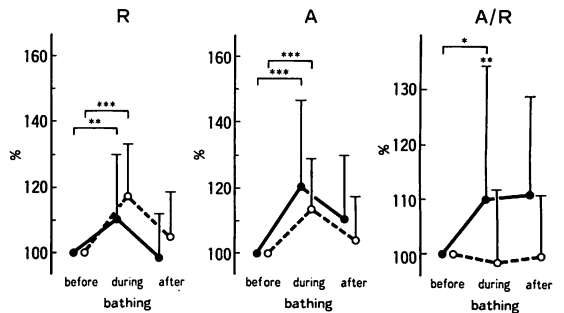 R
A
A/R
%
160
140
120
100
**
***
before during after
bathing
%
160
140
120
100
***
***
before during after
bathing
%
130
120
110
100
*
**
before during after
bathing